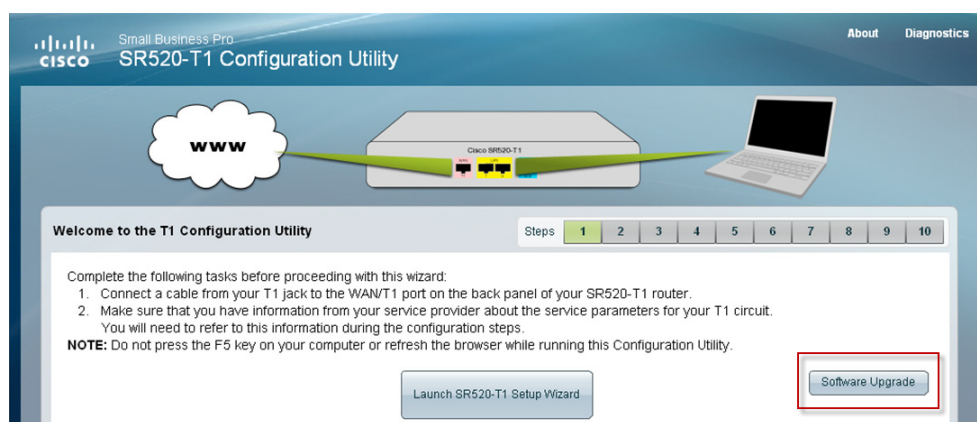 Small Business Pro
CISCO SR520-T1 Configuration Utility
About Diagnostics
www
Cisco SR520-T1
WAN LAN
Welcome to the T1 Configuration Utility
Steps 1 2 3 4 5 6 7 8 9 10
Complete the following tasks before proceeding with this wizard:
1. Connect a cable from your T1 jack to the WAN/T1 port on the back panel of your SR520-T1 router.
2. Make sure that you have information from your service provider about the service parameters for your T1 circuit.
You will need to refer to this information during the configuration steps.
NOTE: Do not press the F5 key on your computer or refresh the browser while running this Configuration Utility.
Launch SR520-T1 Setup Wizard
Software Upgrade